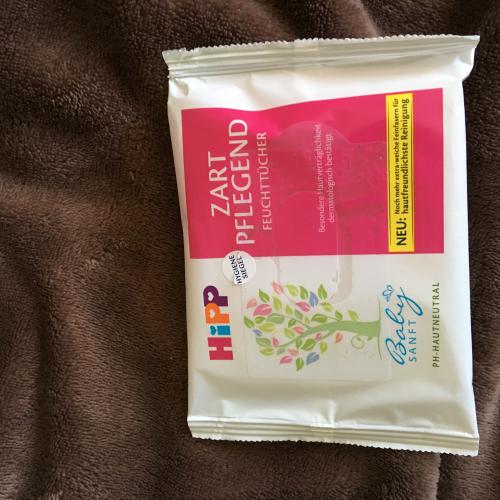 HiPP
ZART
PFLEGEND
FEUCHTTÜCHER
HYGIENE
SIEGEL
Besondere Hautverträglichkeit
dermatologisch bestätigt
Baby
SANFT
PH-HAUTNEUTRAL
NEU: Noch mehr extra-weiche Feinfasern für
hautfreundlichste Reinigung